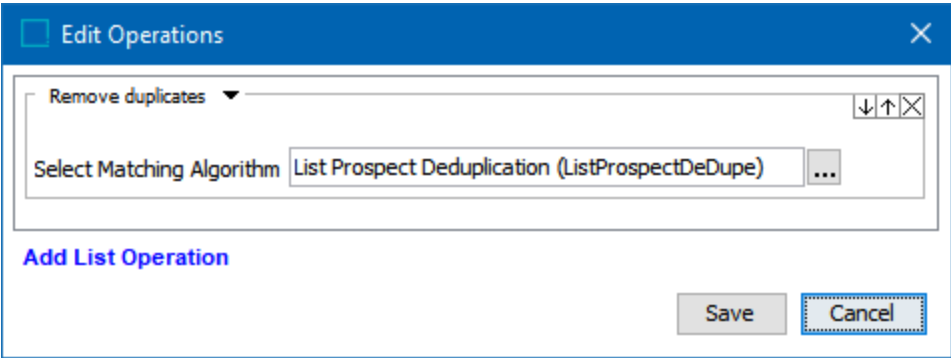 Edit Operations
Remove duplicates
Select Matching Algorithm List Prospect Deduplication (ListProspectDeDupe) ...
Add List Operation
Save Cancel